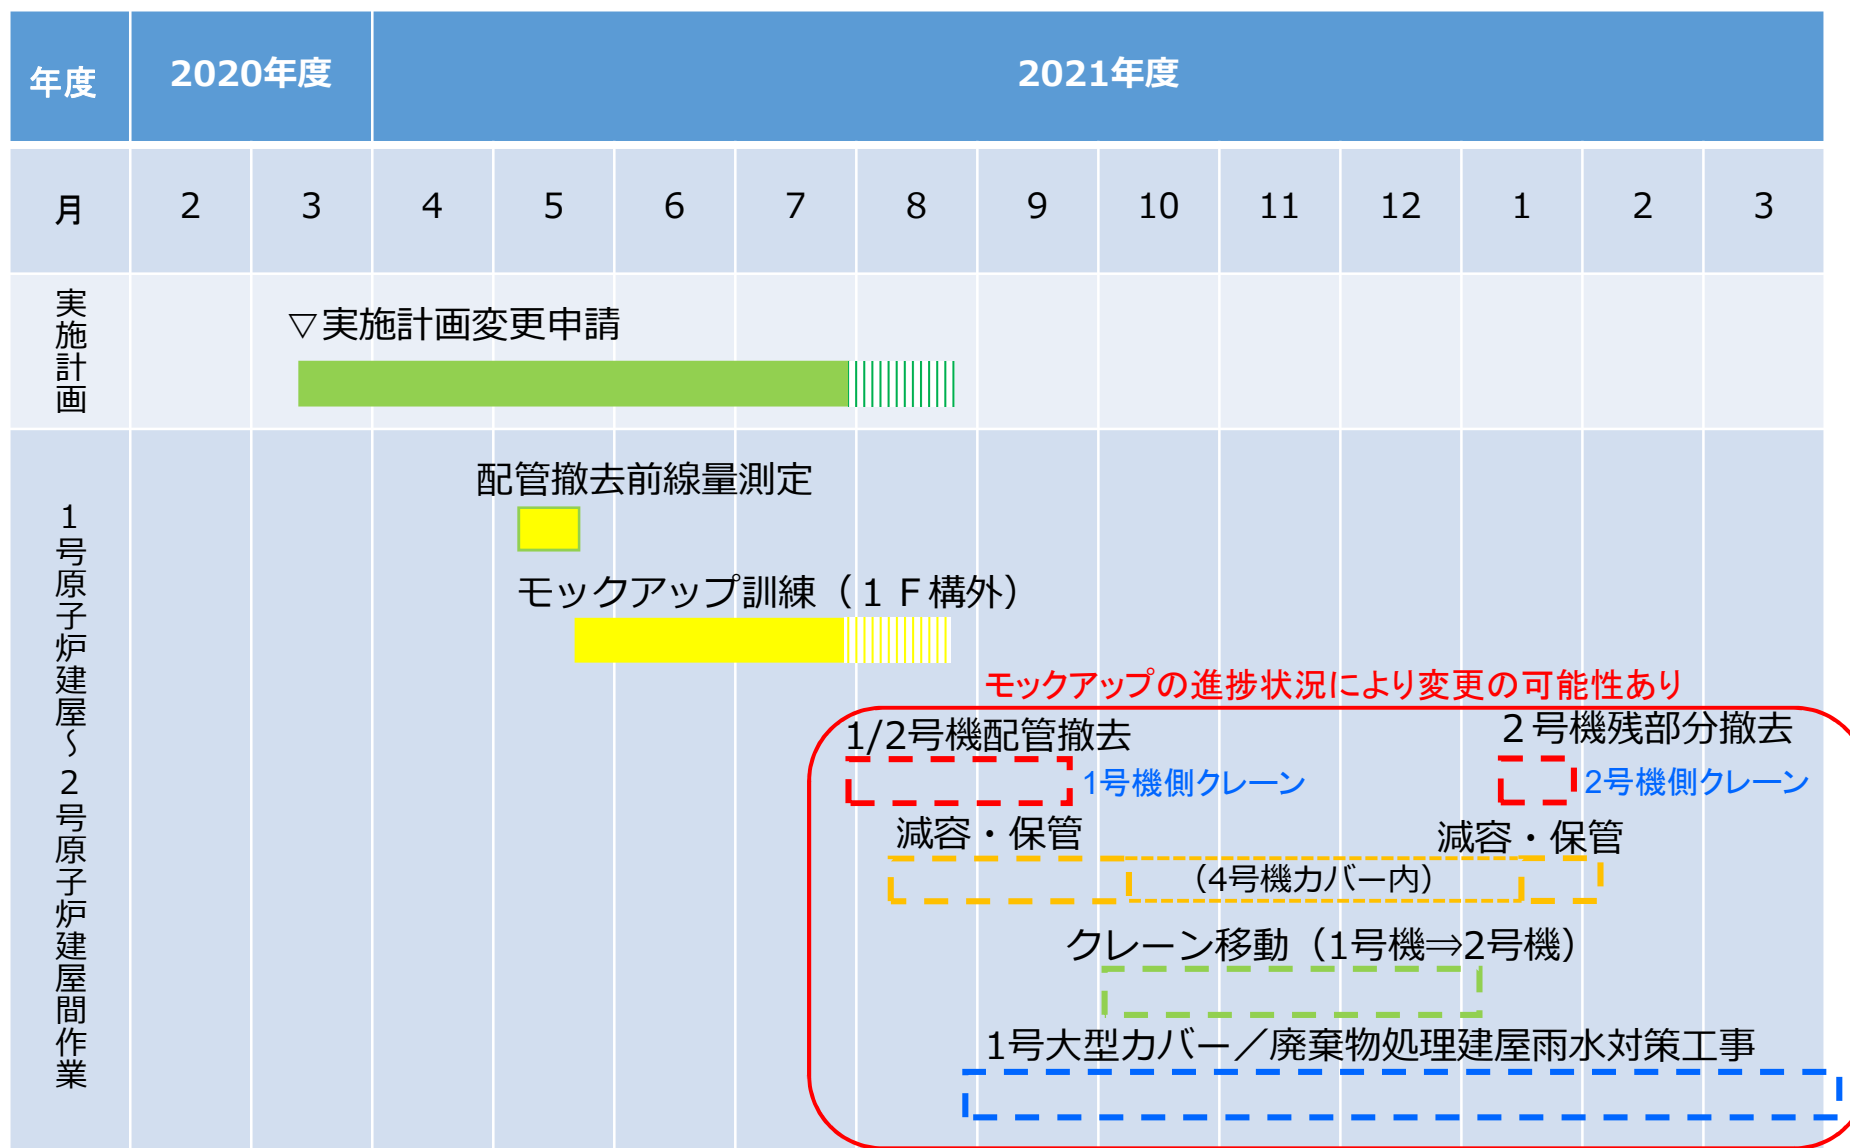 年度 2020年度 2021年度
月 2 3 4 5 6 7 8 9 10 11 12 1 2 3
実施計画
▽実施計画変更申請
1号原子炉建屋～2号原子炉建屋間作業
配管撤去前線量測定
モックアップ訓練（１Ｆ構外）
モックアップの進捗状況により変更の可能性あり
1/2号機配管撤去
２号機残部分撤去
1号機側クレーン
2号機側クレーン
減容・保管
減容・保管
（4号機カバー内）
クレーン移動（1号機⇒2号機）
1号大型カバー／廃棄物処理建屋雨水対策工事